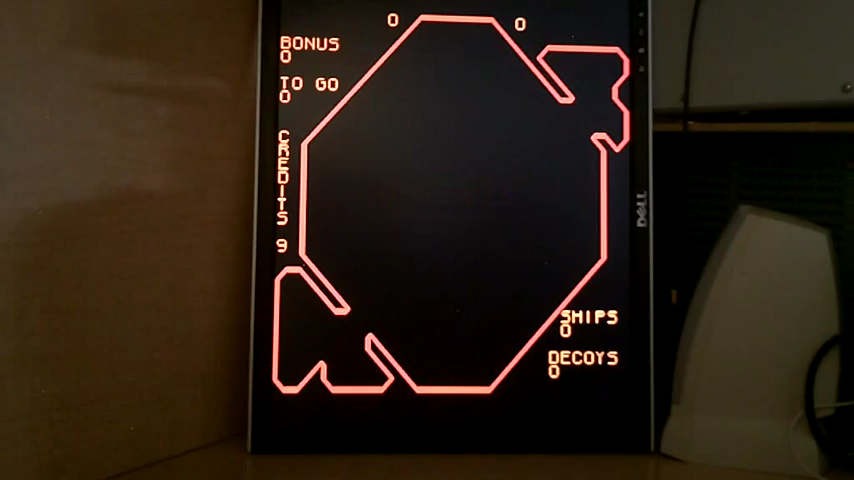 0 0
BONUS
0
TO GO
0
CREDITS 9
SHIPS
0
DECOYS
0
DELL